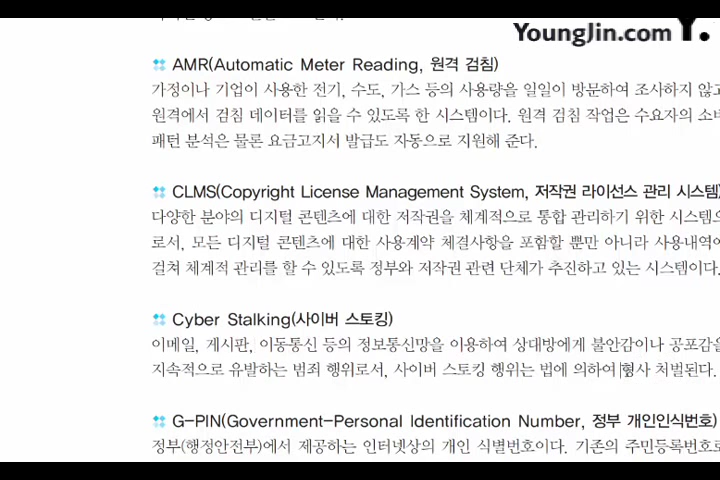 YoungJin.com Y.
AMR(Automatic Meter Reading, 원격 검침)
가정이나 기업이 사용한 전기, 수도, 가스 등의 사용량을 일일이 방문하여 조사하지 않고
원격에서 검침 데이터를 읽을 수 있도록 한 시스템이다. 원격 검침 작업은 수요자의 소비
패턴 분석은 물론 요금고지서 발급도 자동으로 지원해 준다.
CLMS(Copyright License Management System, 저작권 라이선스 관리 시스템)
다양한 분야의 디지털 콘텐츠에 대한 저작권을 체계적으로 통합 관리하기 위한 시스템으
로서, 모든 디지털 콘텐츠에 대한 사용계약 체결사항을 포함할 뿐만 아니라 사용내역에
걸쳐 체계적 관리를 할 수 있도록 정부와 저작권 관련 단체가 추진하고 있는 시스템이다.
Cyber Stalking(사이버 스토킹)
이메일, 게시판, 이동통신 등의 정보통신망을 이용하여 상대방에게 불안감이나 공포감을
지속적으로 유발하는 범죄 행위로서, 사이버 스토킹 행위는 법에 의하여 형사 처벌된다.
G-PIN(Government-Personal Identification Number, 정부 개인인식번호)
정부(행정안전부)에서 제공하는 인터넷상의 개인 식별번호이다. 기존의 주민등록번호로